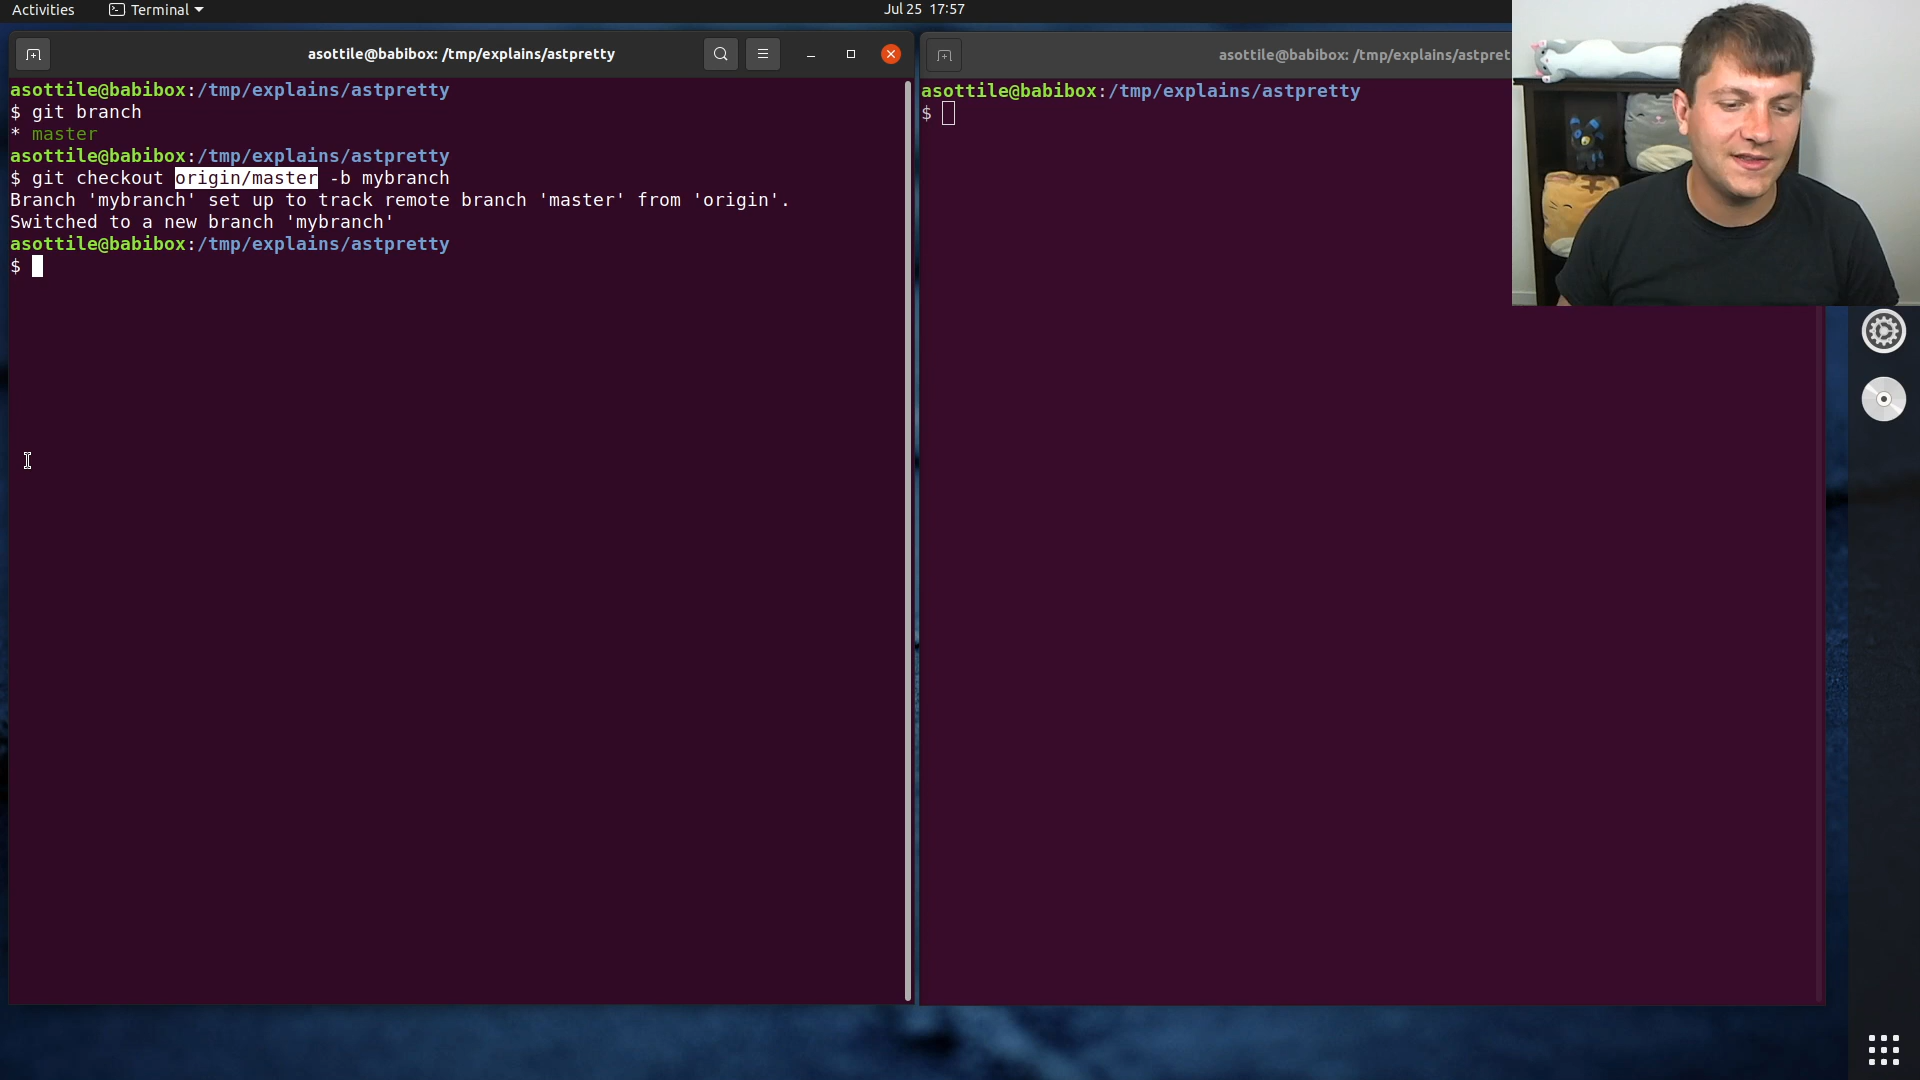 Activities
Terminal
Jul 25 17:57
asottile@babibox: /tmp/explains/astpretty
asottile@babibox:/tmp/explains/astpretty
$ git branch
* master
asottile@babibox:/tmp/explains/astpretty
$ git checkout origin/master -b mybranch
Branch 'mybranch' set up to track remote branch 'master' from 'origin'.
Switched to a new branch 'mybranch'
asottile@babibox:/tmp/explains/astpretty
$
asottile@babibox: /tmp/explains/astpret
asottile@babibox:/tmp/explains/astpretty
$